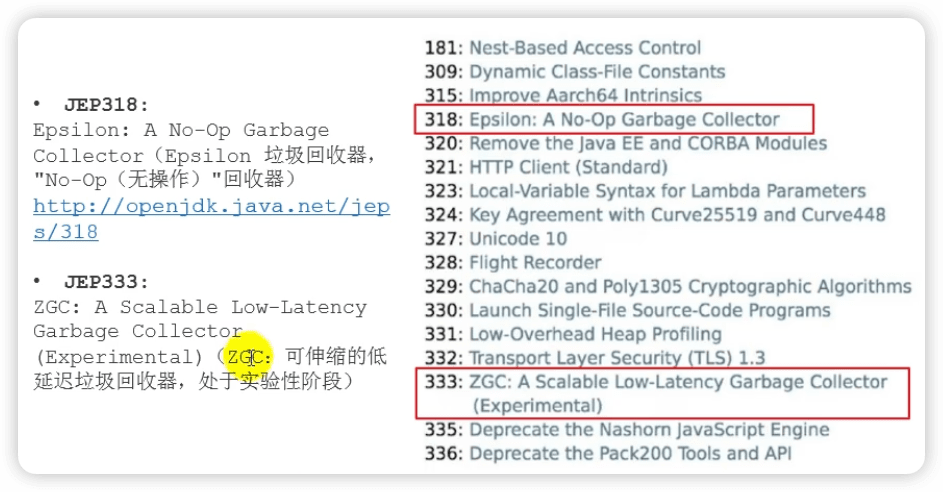 • JEP318:
Epsilon: A No-Op Garbage
Collector（Epsilon 垃圾回收器，
"No-Op（无操作）"回收器）
http://openjdk.java.net/jep
s/318
• JEP333:
ZGC: A Scalable Low-Latency
Garbage Collector
(Experimental)（ZGC: 可伸缩的低
延迟垃圾回收器，处于实验性阶段）
181: Nest-Based Access Control
309: Dynamic Class-File Constants
315: Improve Aarch64 Intrinsics
318: Epsilon: A No-Op Garbage Collector
320: Remove the Java EE and CORBA Modules
321: HTTP Client (Standard)
323: Local-Variable Syntax for Lambda Parameters
324: Key Agreement with Curve25519 and Curve448
327: Unicode 10
328: Flight Recorder
329: ChaCha20 and Poly1305 Cryptographic Algorithms
330: Launch Single-File Source-Code Programs
331: Low-Overhead Heap Profiling
332: Transport Layer Security (TLS) 1.3
333: ZGC: A Scalable Low-Latency Garbage Collector
(Experimental)
335: Deprecate the Nashorn JavaScript Engine
336: Deprecate the Pack200 Tools and API